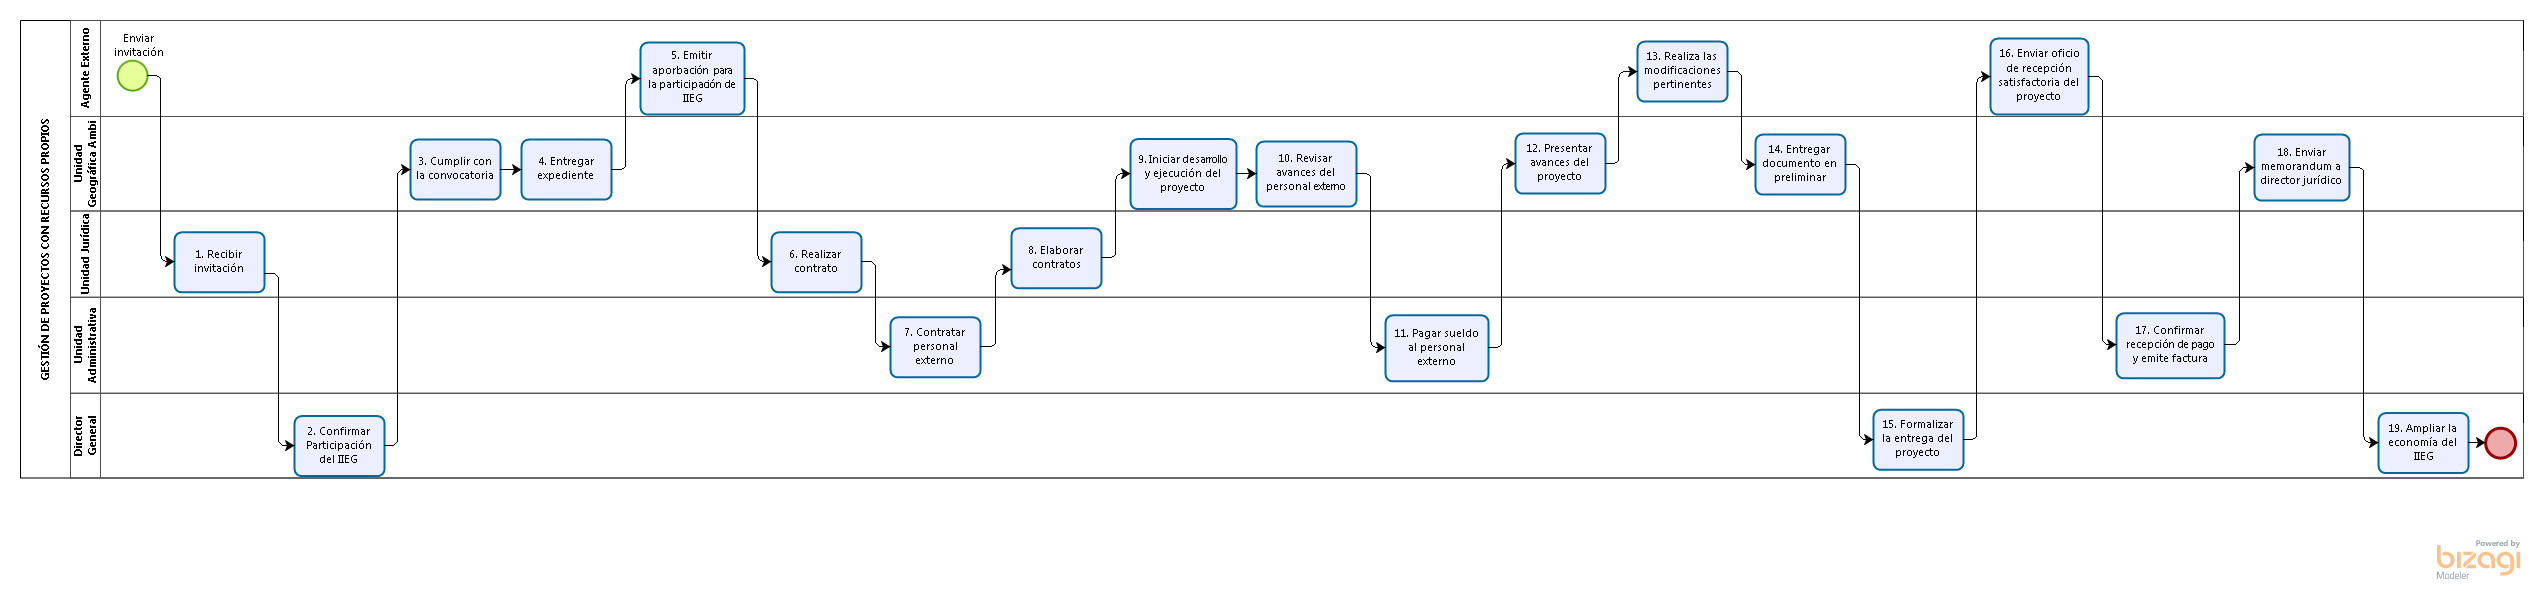 GESTIÓN DE PROYECTOS CON RECURSOS PROPIOS
Agente Externo
Enviar
invitación
5. Emitir
aporbación para
la participación de
IIEG
13. Realiza las
modificaciones
pertinentes
16. Enviar oficio
de recepción
satisfactoria del
proyecto
Unidad
Geográfica Ambi
3. Cumplir con
la convocatoria
4. Entregar
expediente
9. Iniciar desarrollo
y ejecución del
proyecto
10. Revisar
avances del
personal externo
12. Presentar
avances del
proyecto
14. Entregar
documento en
preliminar
18. Enviar
memorandum a
director jurídico
Unidad Jurídica
1. Recibir
invitación
6. Realizar
contrato
8. Elaborar
contratos
Unidad
Administrativa
7. Contratar
personal
externo
11. Pagar sueldo
al personal
externo
17. Confirmar
recepción de pago
y emite factura
Director
General
2. Confirmar
Participación
del IIEG
15. Formalizar
la entrega del
proyecto
19. Ampliar la
economía del
IIEG
Powered by
bizagi
Modeler